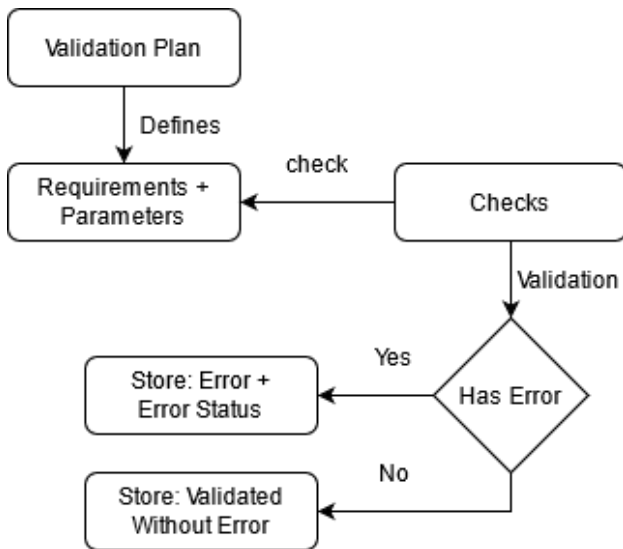 Validation Plan
Defines
check
Requirements +
Parameters
Checks
Validation
Yes
Store: Error +
Error Status
Has Error
No
Store: Validated
Without Error